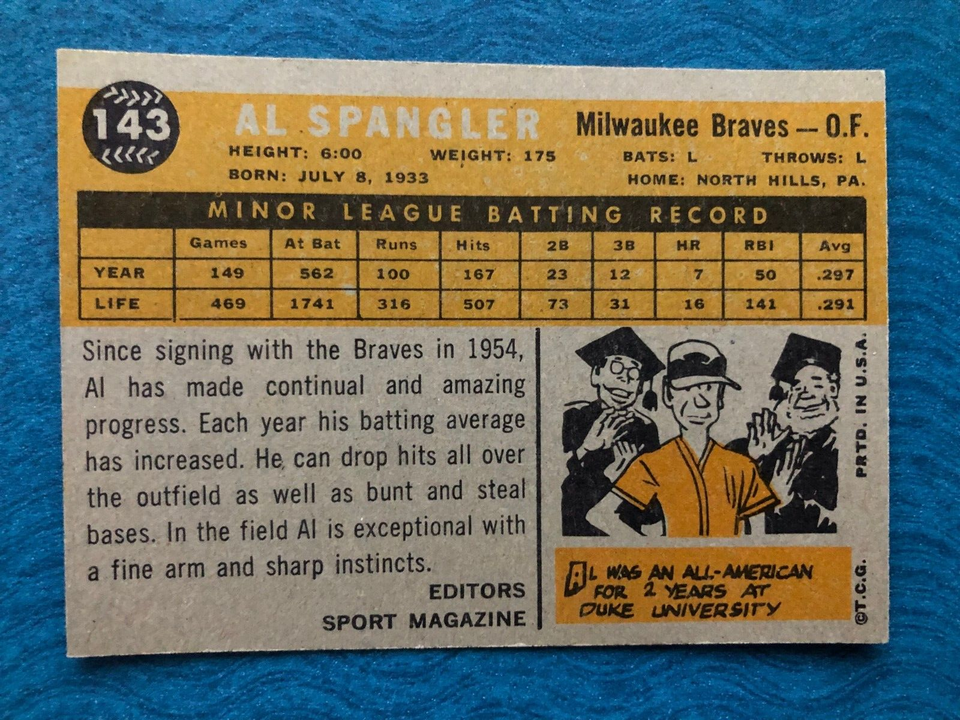 143
AL SPANGLER Milwaukee Braves — O.F.
HEIGHT: 6:00 WEIGHT: 175 BATS: L THROWS: L
BORN: JULY 8, 1933 HOME: NORTH HILLS, PA.
MINOR LEAGUE BATTING RECORD
Games At Bat Runs Hits 2B 3B HR RBI Avg
YEAR 149 562 100 167 23 12 7 50 .297
LIFE 469 1741 316 507 73 31 16 141 .291
Since signing with the Braves in 1954,
Al has made continual and amazing
progress. Each year his batting average
has increased. He can drop hits all over
the outfield as well as bunt and steal
bases. In the field Al is exceptional with
a fine arm and sharp instincts.
EDITORS
SPORT MAGAZINE
AL WAS AN ALL-AMERICAN
FOR 2 YEARS AT
DUKE UNIVERSITY
©T.C.G. PRTD. IN U.S.A.